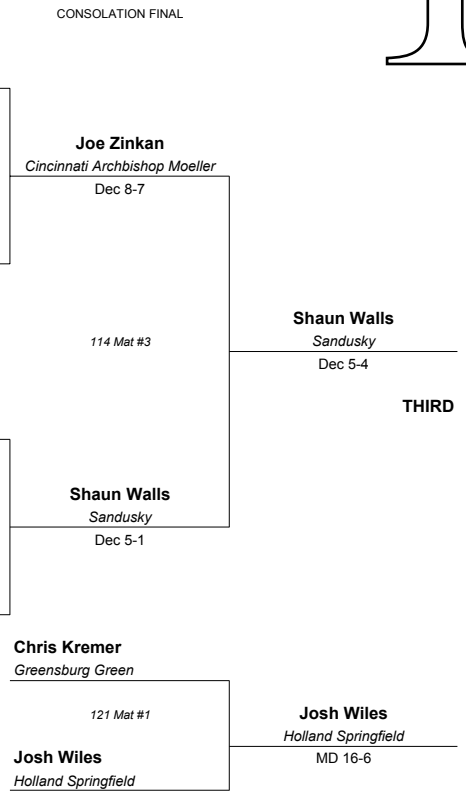 CONSOLATION FINAL
Joe Zinkan
Cincinnati Archbishop Moeller
Dec 8-7
114 Mat #3
Shaun Walls
Sandusky
Dec 5-4
THIRD
Shaun Walls
Sandusky
Dec 5-1
Chris Kremer
Greensburg Green
121 Mat #1
Josh Wiles
Holland Springfield
MD 16-6
Josh Wiles
Holland Springfield